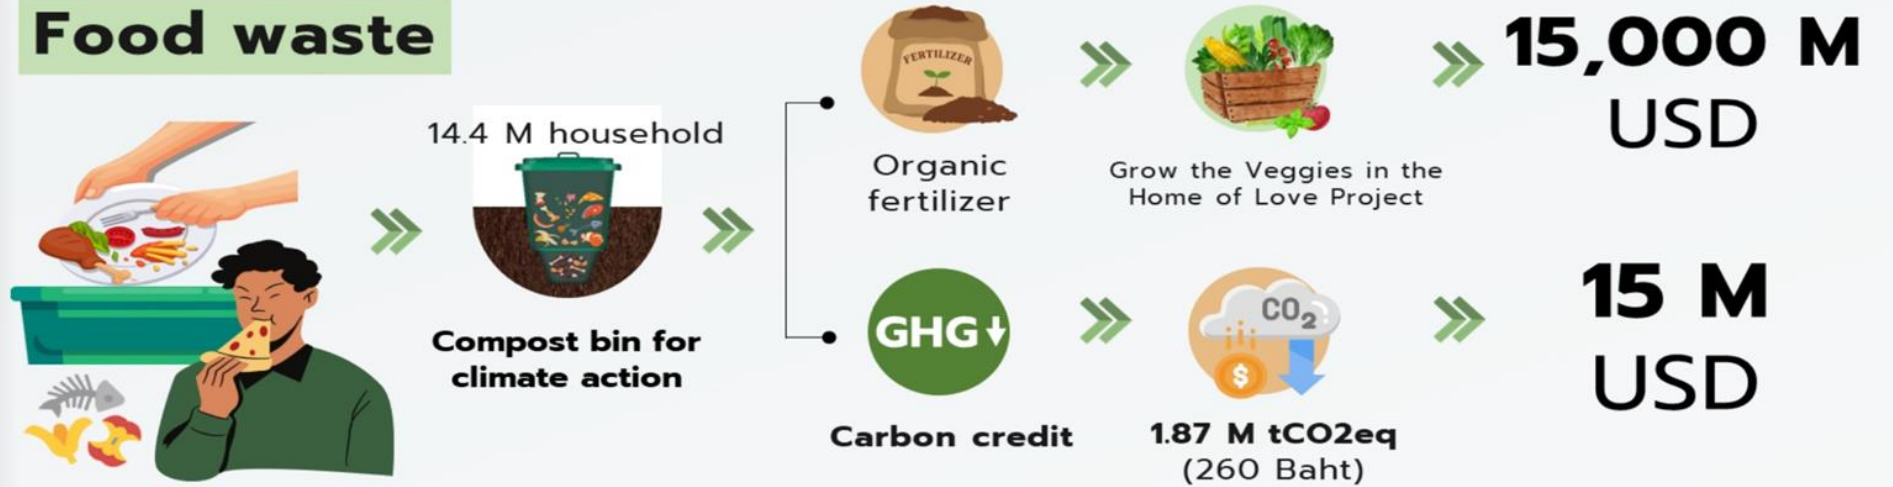 Food waste
14.4 M household
Compost bin for
climate action
FERTILIZER
Organic
fertilizer
Grow the Veggies in the
Home of Love Project
15,000 M
USD
GHG
Carbon credit
CO2
$
1.87 M tCO2eq
(260 Baht)
15 M
USD